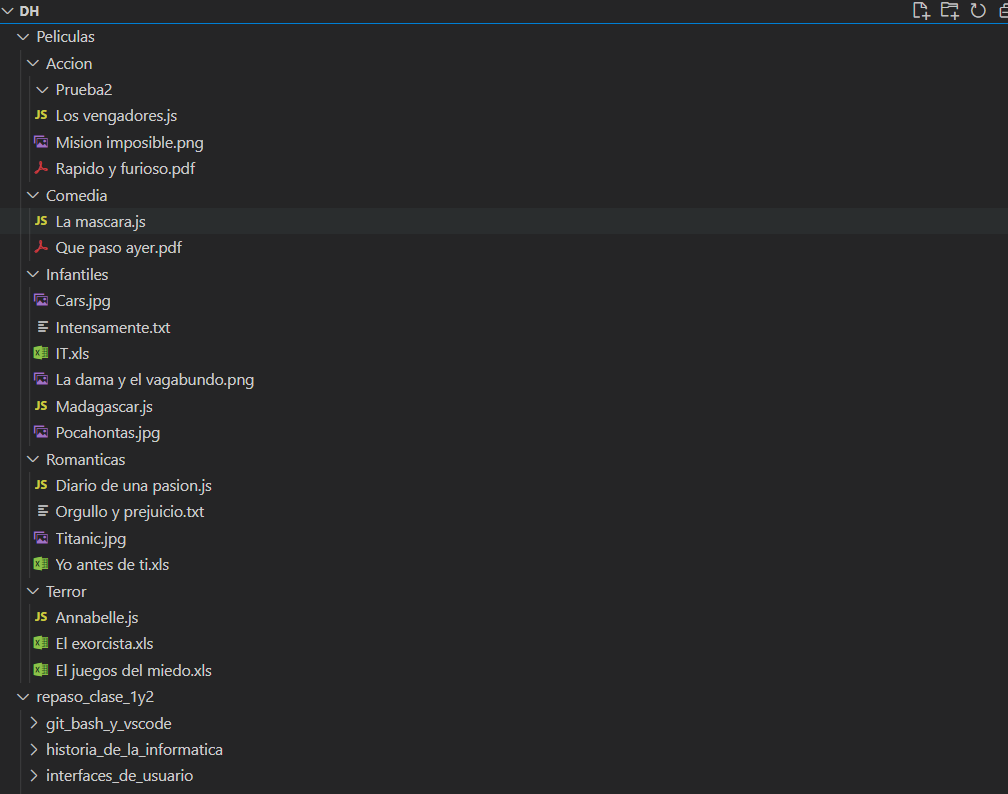 DH
Peliculas
Accion
Prueba2
JS Los vengadores.js
Mision imposible.png
Rapido y furioso.pdf
Comedia
JS La mascara.js
Que paso ayer.pdf
Infantiles
Cars.jpg
Intensamente.txt
IT.xls
La dama y el vagabundo.png
JS Madagascar.js
Pocahontas.jpg
Romanticas
JS Diario de una pasion.js
Orgullo y prejuicio.txt
Titanic.jpg
Yo antes de ti.xls
Terror
JS Annabelle.js
El exorcista.xls
El juegos del miedo.xls
repaso_clase_1y2
git_bash_y_vscode
historia_de_la_informatica
interfaces_de_usuario